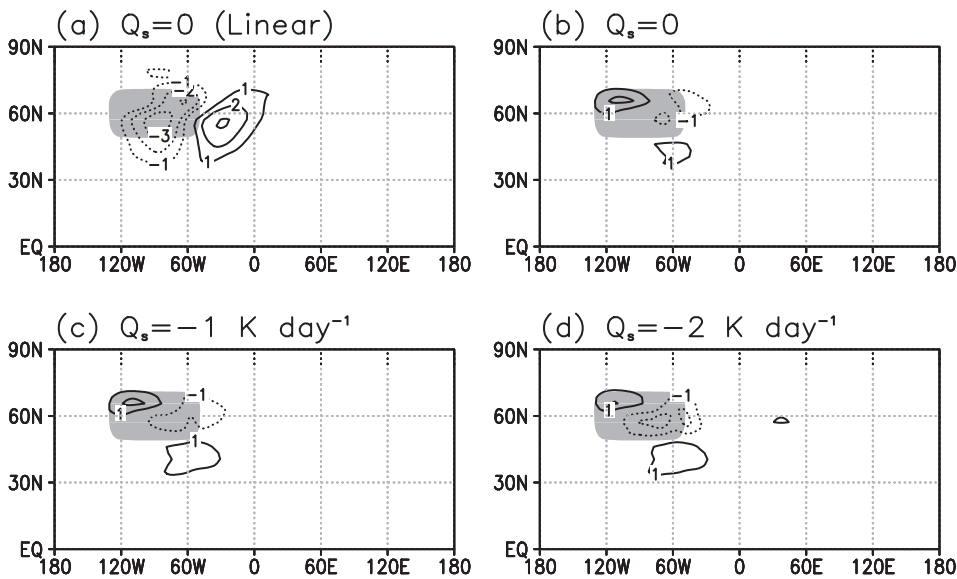 (a) Qs=0 (Linear)
90N
60N
30N
EQ
180 120W 60W 0 60E 120E 180
-1
-2
1
2
-3
-1
1
(b) Qs=0
90N
60N
30N
EQ
180 120W 60W 0 60E 120E 180
1
-1
1
(c) Qs=-1 K day-1
90N
60N
30N
EQ
180 120W 60W 0 60E 120E 180
-1
1
1
(d) Qs=-2 K day-1
90N
60N
30N
EQ
180 120W 60W 0 60E 120E 180
-1
1
1